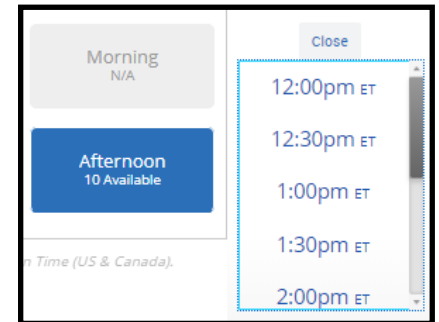 Morning
N/A
Afternoon
10 Available
n Time (US & Canada).
Close
12:00pm ET
12:30pm ET
1:00pm ET
1:30pm ET
2:00pm ET